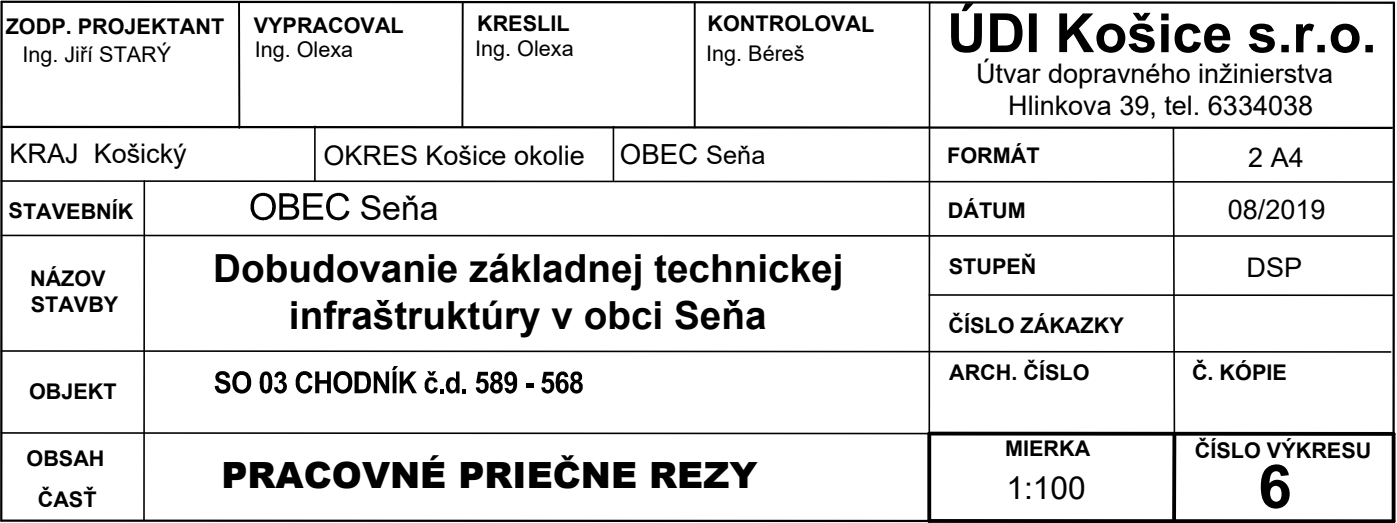 ZODP. PROJEKTANT
Ing. Jiří STARÝ
VYPRACOVAL
Ing. Olexa
KRESLIL
Ing. Olexa
KONTROLOVAL
Ing. Béreš
ÚDI Košice s.r.o.
Útvar dopravného inžinierstva
Hlinkova 39, tel. 6334038
KRAJ Košický
OKRES Košice okolie
OBEC Seňa
FORMÁT
2 A4
STAVEBNÍK
OBEC Seňa
DÁTUM
08/2019
NÁZOV
STAVBY
Dobudovanie základnej technickej
infraštruktúry v obci Seňa
STUPEŇ
DSP
ČÍSLO ZÁKAZKY
OBJEKT
SO 03 CHODNÍK č.d. 589 - 568
ARCH. ČÍSLO
Č. KÓPIE
OBSAH
ČASŤ
PRACOVNÉ PRIEČNE REZY
MIERKA
1:100
ČÍSLO VÝKRESU
6